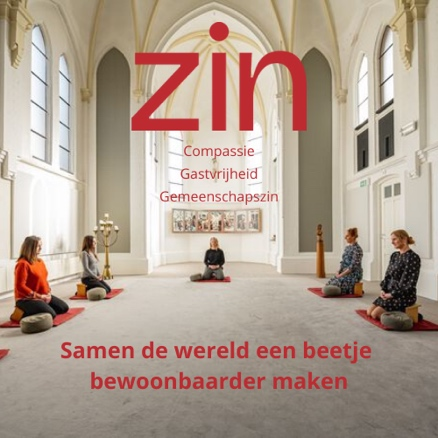 zin
Compassie
Gastvrijheid
Gemeenschapszin
Samen de wereld een beetje
bewoonbaarder maken